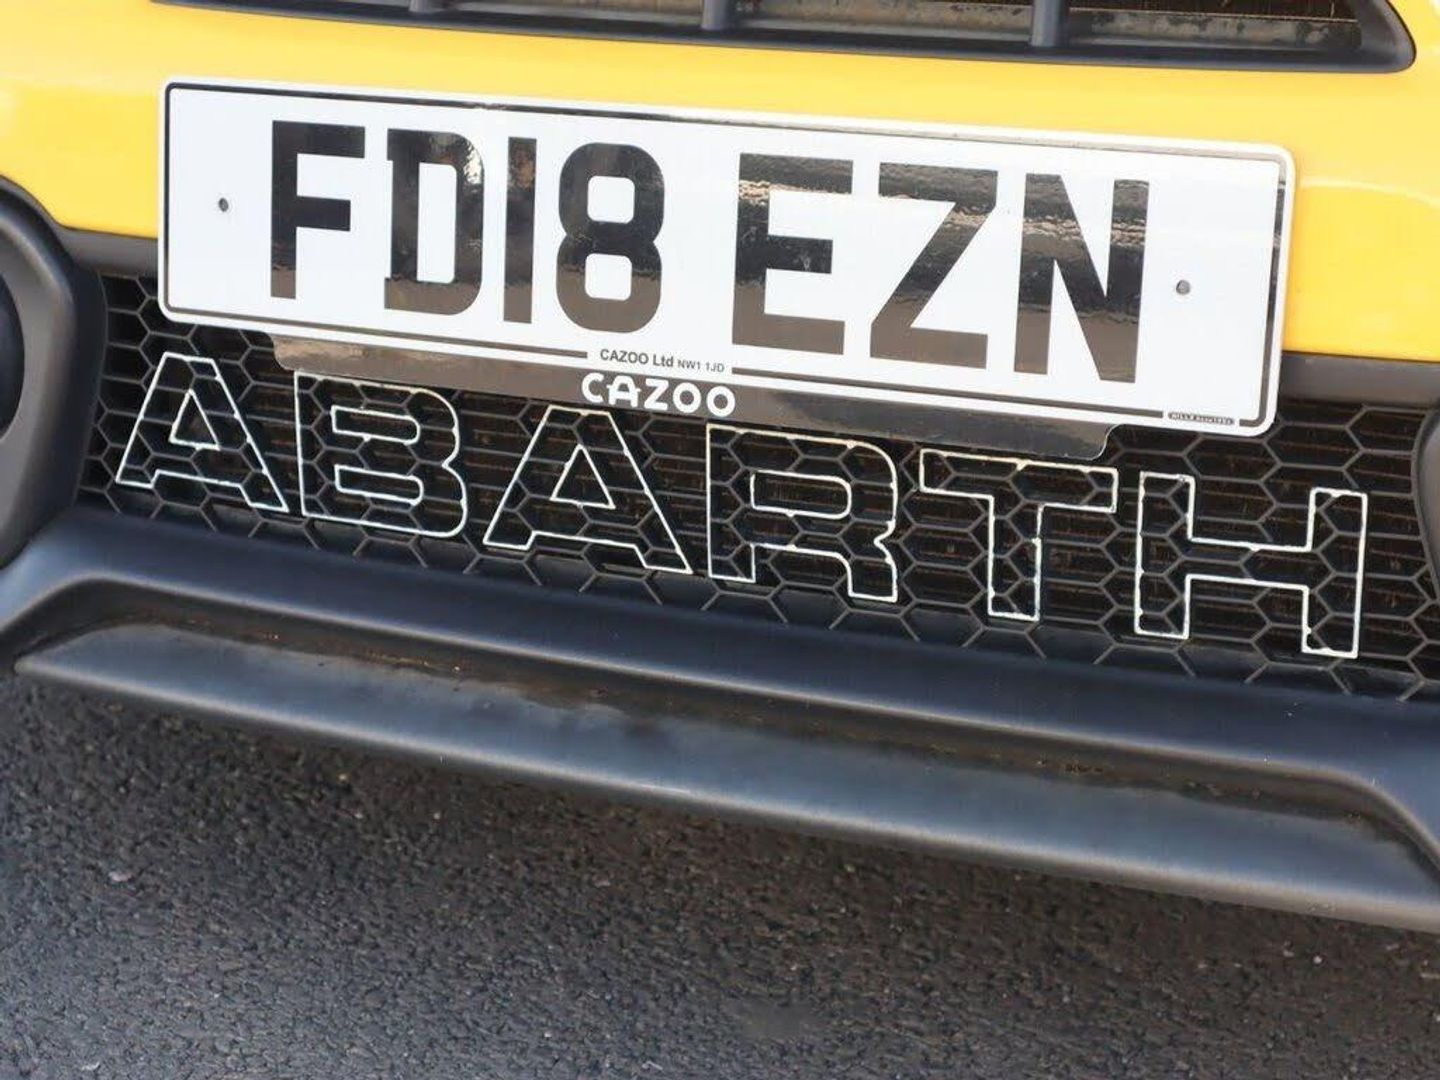 FD18 EZN
CAZOO Ltd NW1 1JD
CAZOO
ABARTH